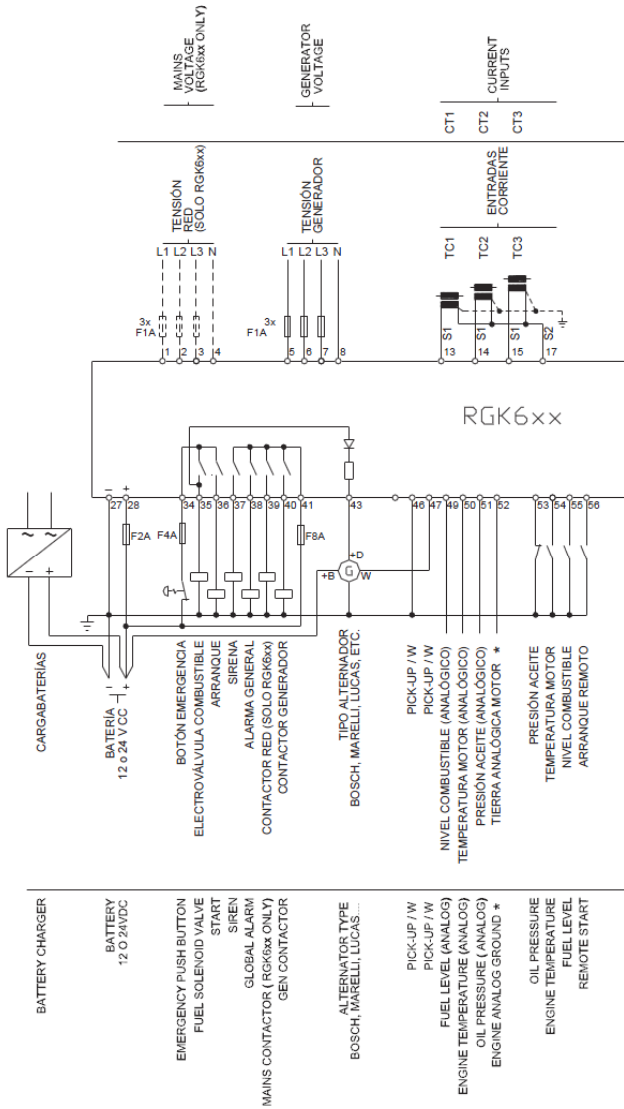 MAINS
VOLTAGE
(RGK6xx ONLY)
GENERATOR
VOLTAGE
CURRENT
INPUTS
CT1
CT2
CT3
TENSIÓN
RED
(SOLO RGK6xx)
TENSIÓN
GENERADOR
ENTRADAS
CORRIENTE
L1
L2
L3
N
L1
L2
L3
N
TC1
TC2
TC3
3x
F1A
3x
F1A
S1
S1
S1
S2
1
2
3
4
5
6
7
8
13
14
15
17
RGK6xx
–
+
27
28
34
35
36
37
38
39
40
41
43
46
47
49
50
51
52
53
54
55
56
F2A
F4A
F8A
+D
+B
G
W
~
~
–
+
–
+
CARGABATERÍAS
BATERÍA
12 o 24 V CC
BOTÓN EMERGENCIA
ELECTROVÁLVULA COMBUSTIBLE
ARRANQUE
SIRENA
ALARMA GENERAL
CONTACTOR RED (SOLO RGK6xx)
CONTACTOR GENERADOR
TIPO ALTERNADOR
BOSCH, MARELLI, LUCAS, ETC.
PICK-UP / W
PICK-UP / W
NIVEL COMBUSTIBLE (ANALÓGICO)
TEMPERATURA MOTOR (ANALÓGICO)
PRESIÓN ACEITE (ANALÓGICO)
TIERRA ANALÓGICA MOTOR *
PRESIÓN ACEITE
TEMPERATURA MOTOR
NIVEL COMBUSTIBLE
ARRANQUE REMOTO
BATTERY CHARGER
BATTERY
12 O 24VDC
EMERGENCY PUSH BUTTON
FUEL SOLENOID VALVE
START
SIREN
GLOBAL ALARM
MAINS CONTACTOR ( RGK6xx ONLY)
GEN CONTACTOR
ALTERNATOR TYPE
BOSCH, MARELLI, LUCAS...
PICK-UP / W
PICK-UP / W
FUEL LEVEL (ANALOG)
ENGINE TEMPERATURE (ANALOG)
OIL PRESSURE ( ANALOG)
ENGINE ANALOG GROUND *
OIL PRESSURE
ENGINE TEMPERATURE
FUEL LEVEL
REMOTE START